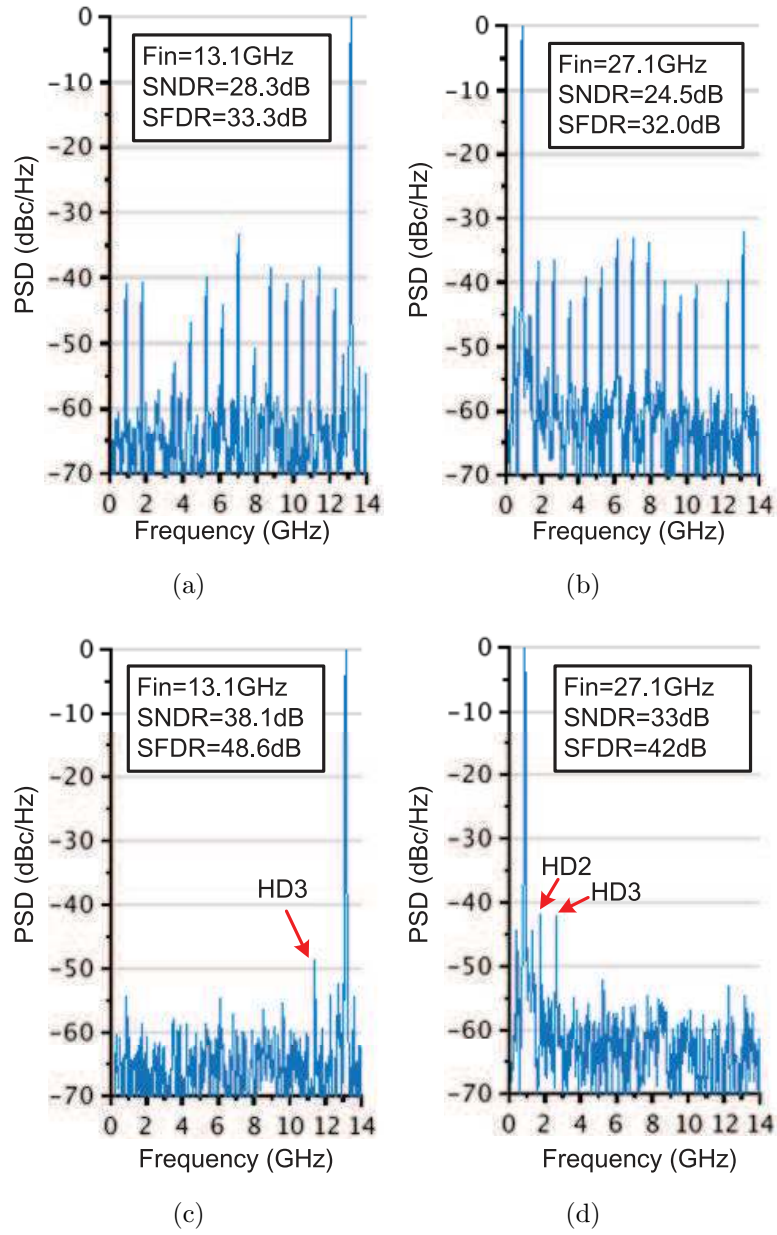 0
−10
−20
−30
−40
−50
−60
−70
PSD (dBc/Hz)
Fin=13.1GHz
SNDR=28.3dB
SFDR=33.3dB
0 2 4 6 8 10 12 14
Frequency (GHz)
(a)
0
−10
−20
−30
−40
−50
−60
−70
PSD (dBc/Hz)
Fin=27.1GHz
SNDR=24.5dB
SFDR=32.0dB
0 2 4 6 8 10 12 14
Frequency (GHz)
(b)
0
−10
−20
−30
−40
−50
−60
−70
PSD (dBc/Hz)
Fin=13.1GHz
SNDR=38.1dB
SFDR=48.6dB
HD3
0 2 4 6 8 10 12 14
Frequency (GHz)
(c)
0
−10
−20
−30
−40
−50
−60
−70
PSD (dBc/Hz)
Fin=27.1GHz
SNDR=33dB
SFDR=42dB
HD2
HD3
0 2 4 6 8 10 12 14
Frequency (GHz)
(d)